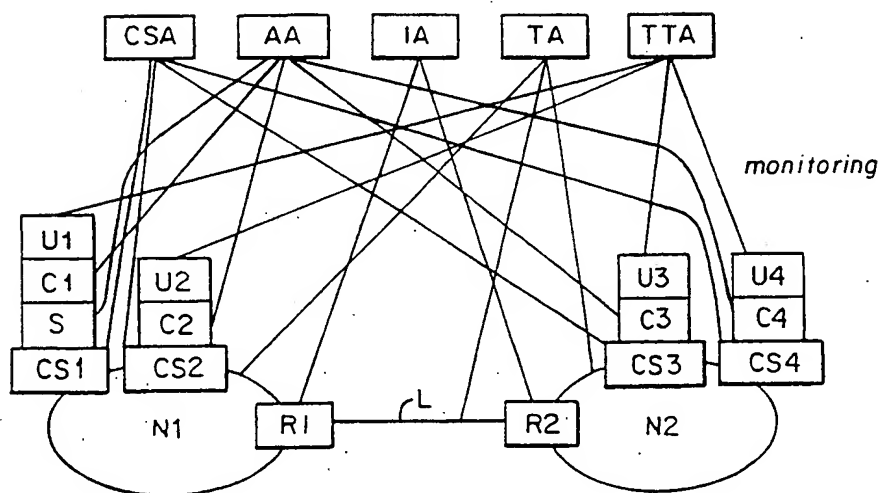 CSA AA IA TA TTA
monitoring
U1
C1
S
CS1
U2
C2
CS2
U3
C3
CS3
U4
C4
CS4
N1
R1
L
R2
N2